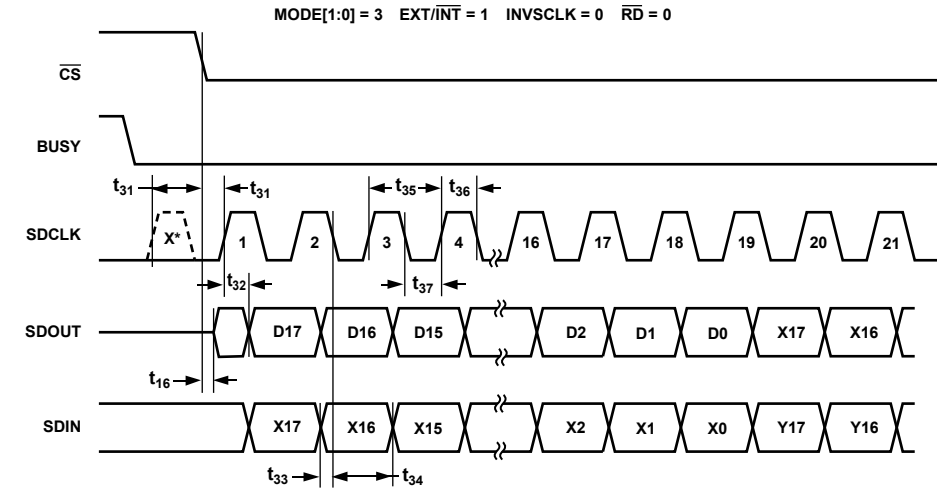 MODE[1:0] = 3 EXT/INT = 1 INVSCLK = 0 RD = 0
CS
BUSY
t31 t31 t35 t36
SDCLK X* 1 2 3 4 16 17 18 19 20 21
t32 t37
SDOUT D17 D16 D15 D2 D1 D0 X17 X16
t16
SDIN X17 X16 X15 X2 X1 X0 Y17 Y16
t33 t34